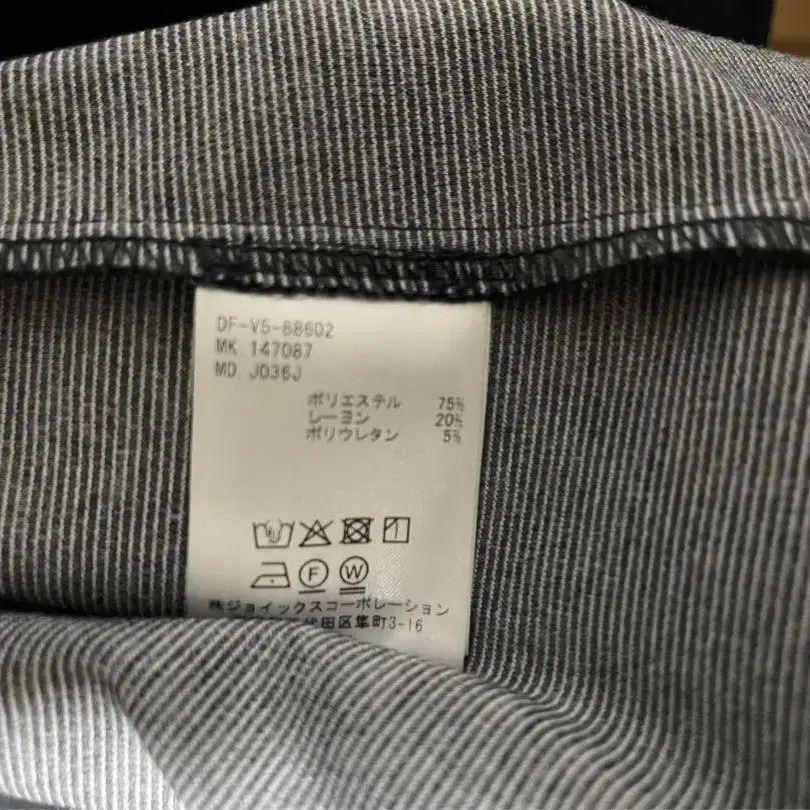 DF-V5-88602
MK. 147087
MD. J036J
ポリエステル 75%
レーヨン 20%
ポリウレタン 5%
F W
㈱ジョイックスコーポレーション
代田区隼町3-16